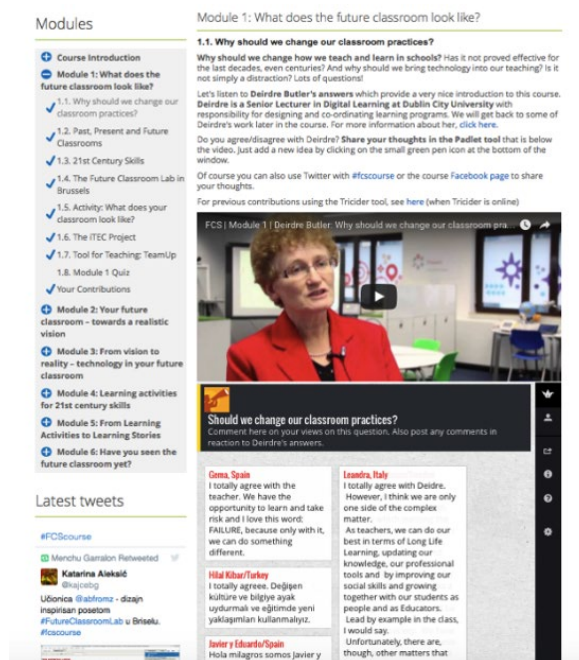 Modules
Course Introduction
Module 1: What does the
future classroom look like?
1.1. Why should we change our
classroom practices?
1.2. Past, Present and Future
Classrooms
1.3. 21st Century Skills
1.4. The Future Classroom Lab in
Brussels
1.5. Activity: What does your
classroom look like?
1.6. The iTEC Project
1.7. Tool for Teaching: TeamUp
1.8. Module 1 Quiz
Your Contributions
Module 2: Your future
classroom – towards a realistic
vision
Module 3: From vision to
reality – technology in your future
classroom
Module 4: Learning activities
for 21st century skills
Module 5: From Learning
Activities to Learning Stories
Module 6: Have you seen the
future classroom yet?
Latest tweets
#FCScourse
Menchu Garralon Retweeted
Katarina Aleksić
@kajcebg
Učionica @abfromz - dizajn
inspirisan posetom
#FutureClassroomLab u Briselu.
#fcscourse
Module 1: What does the future classroom look like?
1.1. Why should we change our classroom practices?
Why should we change how we teach and learn in schools? Has it not proved effective for
the last decades, even centuries? And why should we bring technology into our teaching? Is it
not simply a distraction? Lots of questions!
Let's listen to Deirdre Butler's answers which provide a very nice introduction to this course.
Deirdre is a Senior Lecturer in Digital Learning at Dublin City University with
responsibility for designing and co-ordinating learning programs. We will get back to some of
Deirdre's work later in the course. For more information about her, click here.
Do you agree/disagree with Deirdre? Share your thoughts in the Padlet tool that is below
the video. Just add a new idea by clicking on the small green pen icon at the bottom of the
window.
Of course you can also use Twitter with #fcscourse or the course Facebook page to share
your thoughts.
For previous contributions using the Tricider tool, see here (when Tricider is online)
FCS | Module 1 | Deirdre Butler: Why should we change our classroom pra...
Should we change our classroom practices?
Comment here on your views on this question. Also post any comments in
reaction to Deirdre's answers.
Gema, Spain
I totally agree with the
teacher. We have the
opportunity to learn and take
risk and I love this word:
FAILURE, because only with it,
we can do something
different.
Hilal Kibar/Turkey
I totally agreee. Değişen
kültüre ve bilgiye ayak
uydurmalı ve eğitimde yeni
yaklaşımları kullanmalıyız.
Javier y Eduardo/Spain
Hola milagros somos Javier y
Leandra, Italy
I totally agree with Deidre.
However, I think we are only
one side of the complex
matter.
As teachers, we can do our
best in terms of Long Life
Learning, updating our
knowledge, our professional
tools and by improving our
social skills and growing
together with our students as
people and as Educators.
Lead by example in the class,
I would say.
Unfortunately, there are,
though, other matters that